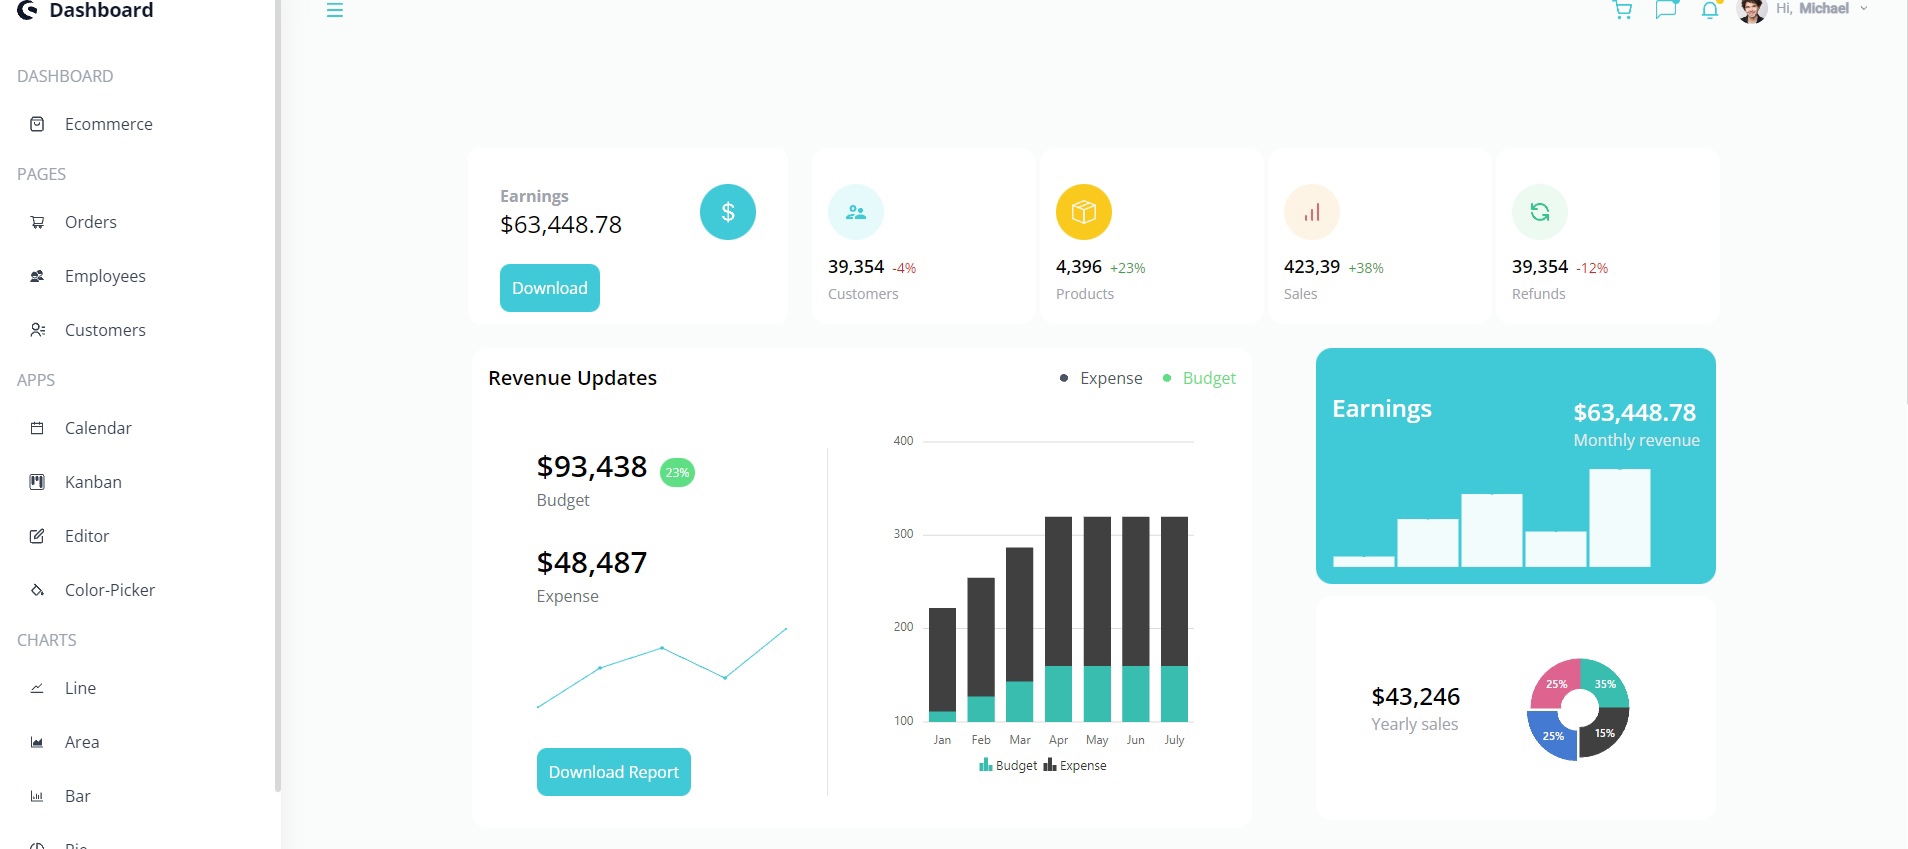 Dashboard
Hi, Michael
DASHBOARD
Ecommerce
PAGES
Orders
Employees
Customers
APPS
Calendar
Kanban
Editor
Color-Picker
CHARTS
Line
Area
Bar
Pie
Earnings
$63,448.78
$
Download
39,354 -4%
Customers
4,396 +23%
Products
423,39 +38%
Sales
39,354 -12%
Refunds
Revenue Updates
Expense Budget
$93,438 23%
Budget
$48,487
Expense
Download Report
400
300
200
100
Jan Feb Mar Apr May Jun July
Budget Expense
Earnings
$63,448.78
Monthly revenue
$43,246
Yearly sales
25% 35%
25% 15%